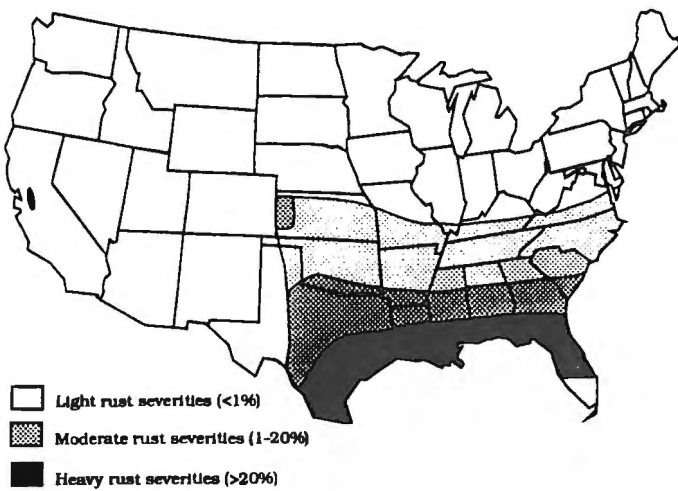 Light rust severities (<1%)
Moderate rust severities (1-20%)
Heavy rust severities (>20%)